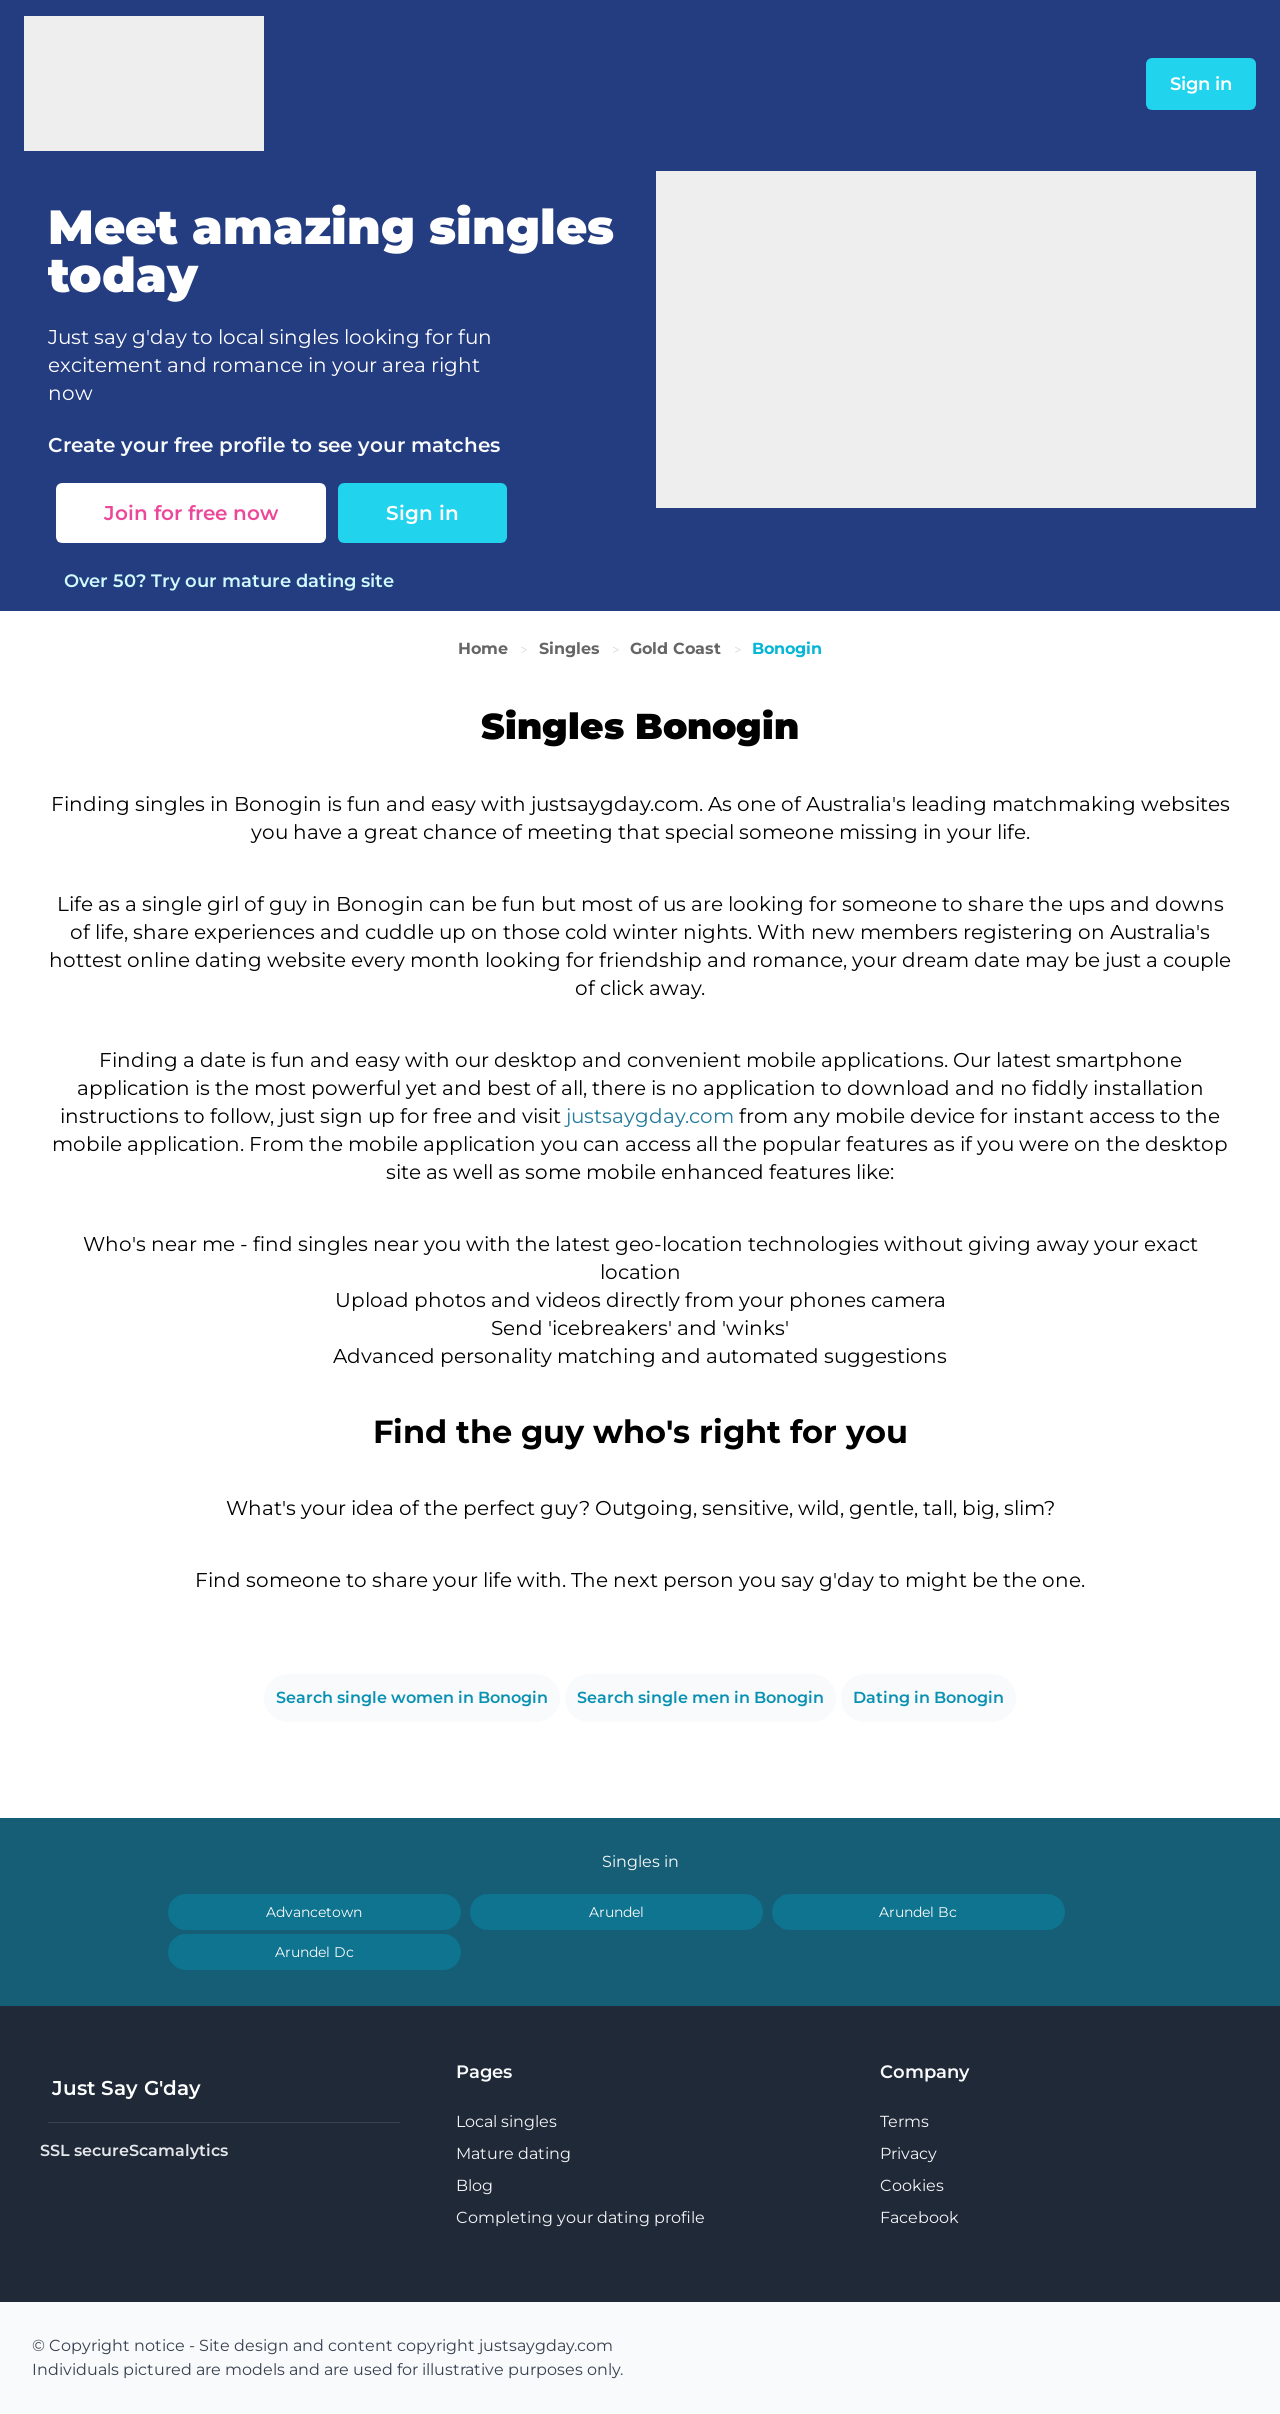 Sign in
Meet amazing singles
today
Just say g'day to local singles looking for fun
excitement and romance in your area right
now
Create your free profile to see your matches
Join for free now
Sign in
Over 50? Try our mature dating site
Home > Singles > Gold Coast > Bonogin
Singles Bonogin
Finding singles in Bonogin is fun and easy with justsaygday.com. As one of Australia's leading matchmaking websites
you have a great chance of meeting that special someone missing in your life.
Life as a single girl of guy in Bonogin can be fun but most of us are looking for someone to share the ups and downs
of life, share experiences and cuddle up on those cold winter nights. With new members registering on Australia's
hottest online dating website every month looking for friendship and romance, your dream date may be just a couple
of click away.
Finding a date is fun and easy with our desktop and convenient mobile applications. Our latest smartphone
application is the most powerful yet and best of all, there is no application to download and no fiddly installation
instructions to follow, just sign up for free and visit justsaygday.com from any mobile device for instant access to the
mobile application. From the mobile application you can access all the popular features as if you were on the desktop
site as well as some mobile enhanced features like:
Who's near me - find singles near you with the latest geo-location technologies without giving away your exact
location
Upload photos and videos directly from your phones camera
Send 'icebreakers' and 'winks'
Advanced personality matching and automated suggestions
Find the guy who's right for you
What's your idea of the perfect guy? Outgoing, sensitive, wild, gentle, tall, big, slim?
Find someone to share your life with. The next person you say g'day to might be the one.
Search single women in Bonogin
Search single men in Bonogin
Dating in Bonogin
Singles in
Advancetown
Arundel
Arundel Bc
Arundel Dc
Just Say G'day
SSL secureScamalytics
Pages
Local singles
Mature dating
Blog
Completing your dating profile
Company
Terms
Privacy
Cookies
Facebook
© Copyright notice - Site design and content copyright justsaygday.com
Individuals pictured are models and are used for illustrative purposes only.